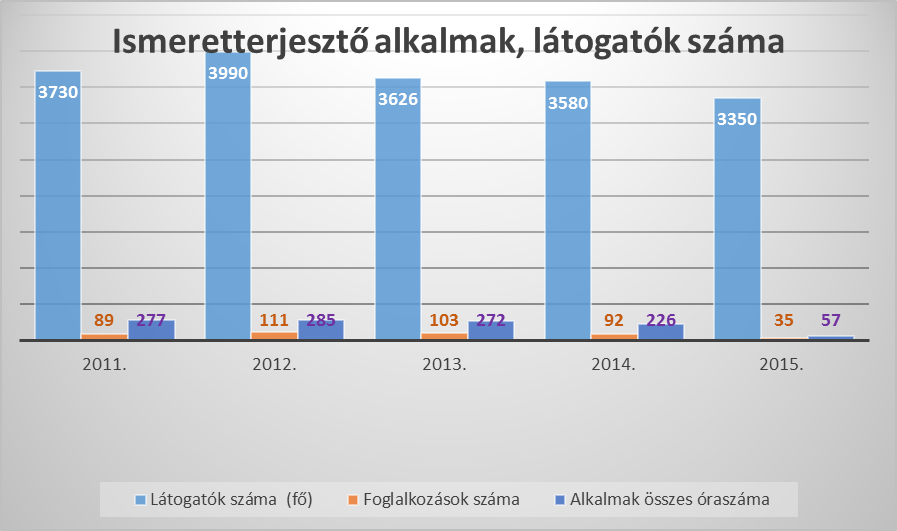 Ismeretterjesztő alkalmak, látogatók száma
3730 3990 3626 3580 3350
89 277 111 285 103 272 92 226 35 57
2011. 2012. 2013. 2014. 2015.
Látogatók száma (fő) Foglalkozások száma Alkalmak összes óraszáma